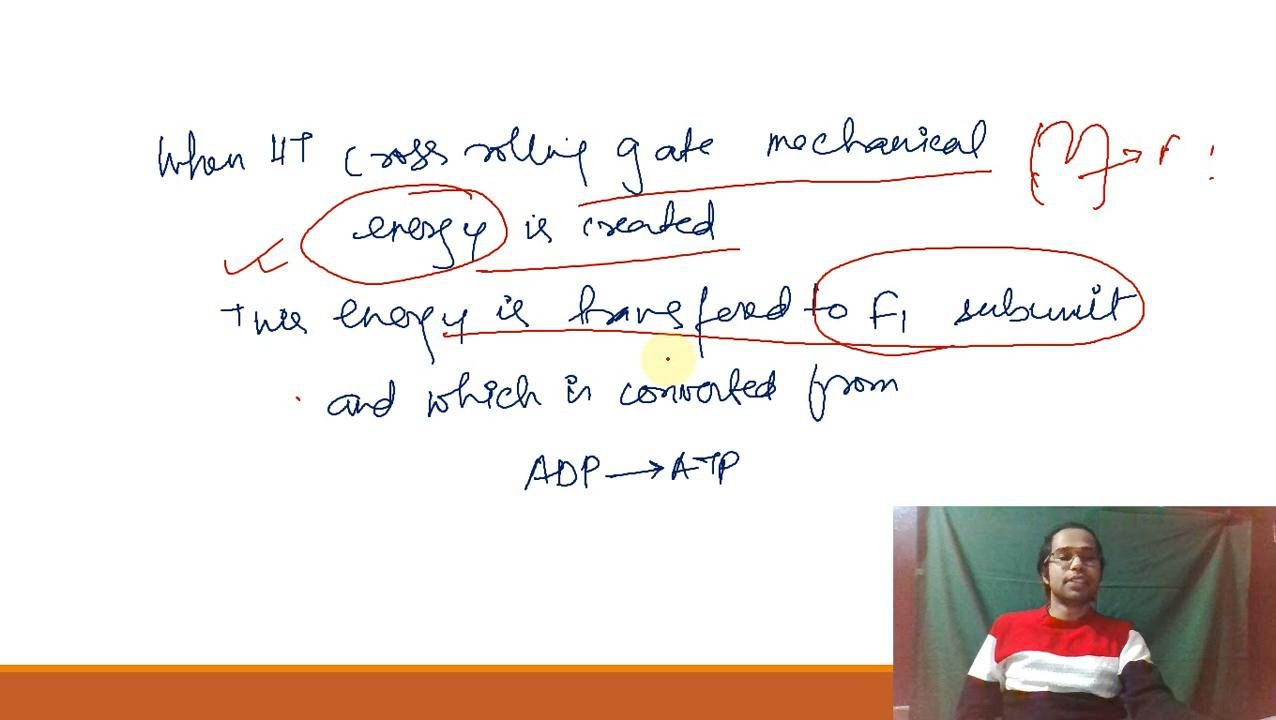 When H+ cross rolling gate mechanical
energy is created
This energy is transfered to F1 subunit
and which is converted from
ADP → ATP